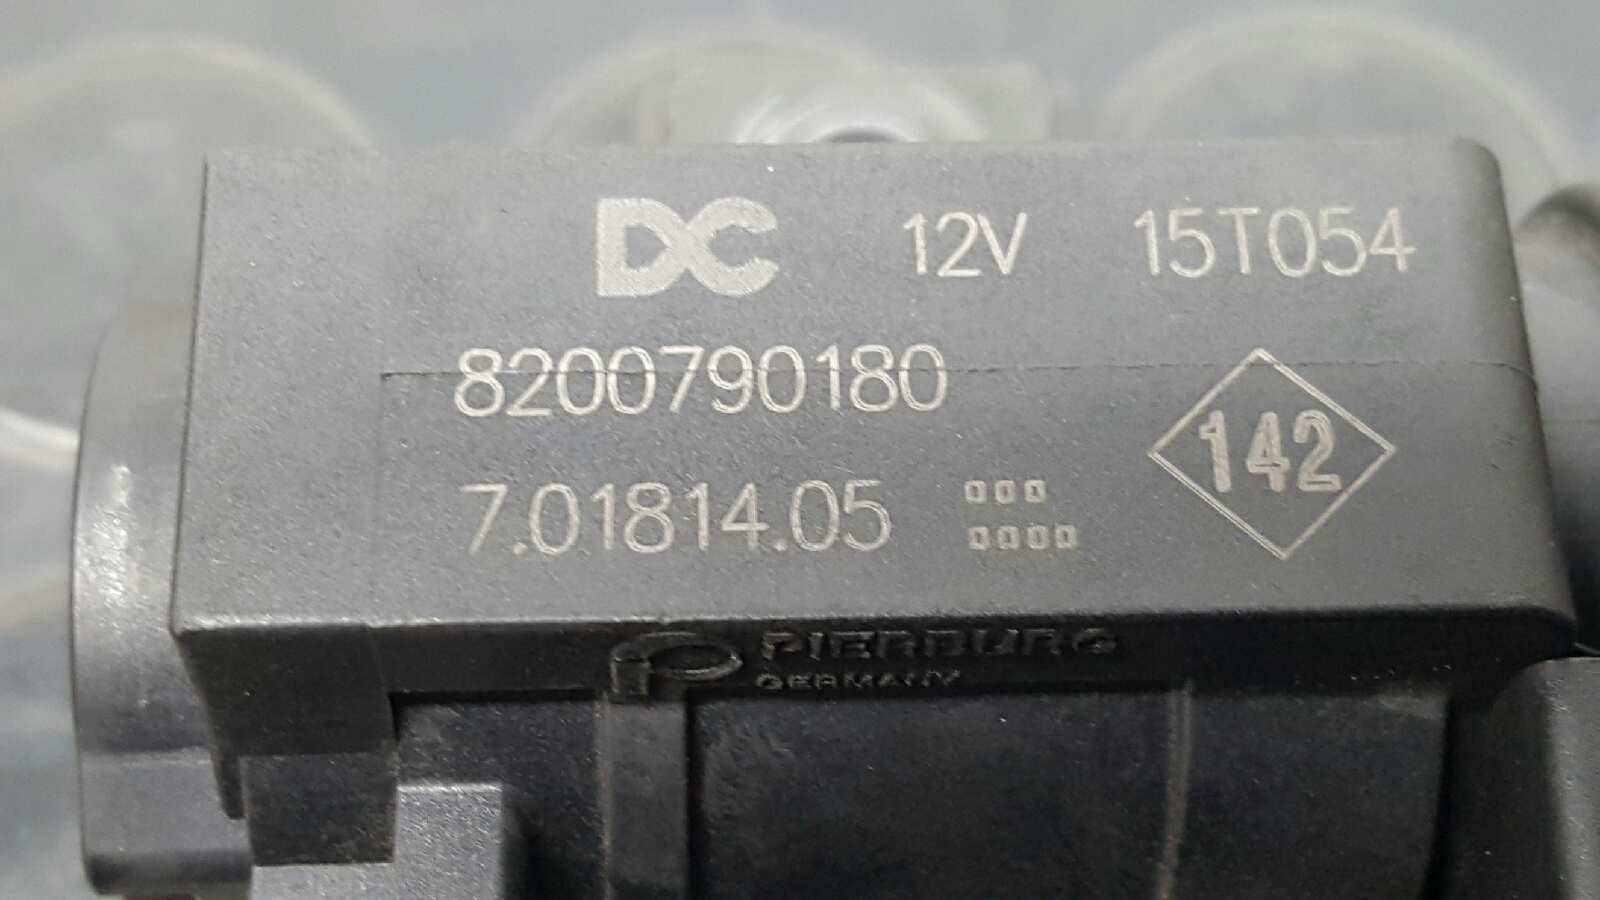 DC 12V 15T054
8200790180
142
7.01814.05
PIERBURG
GERMANY